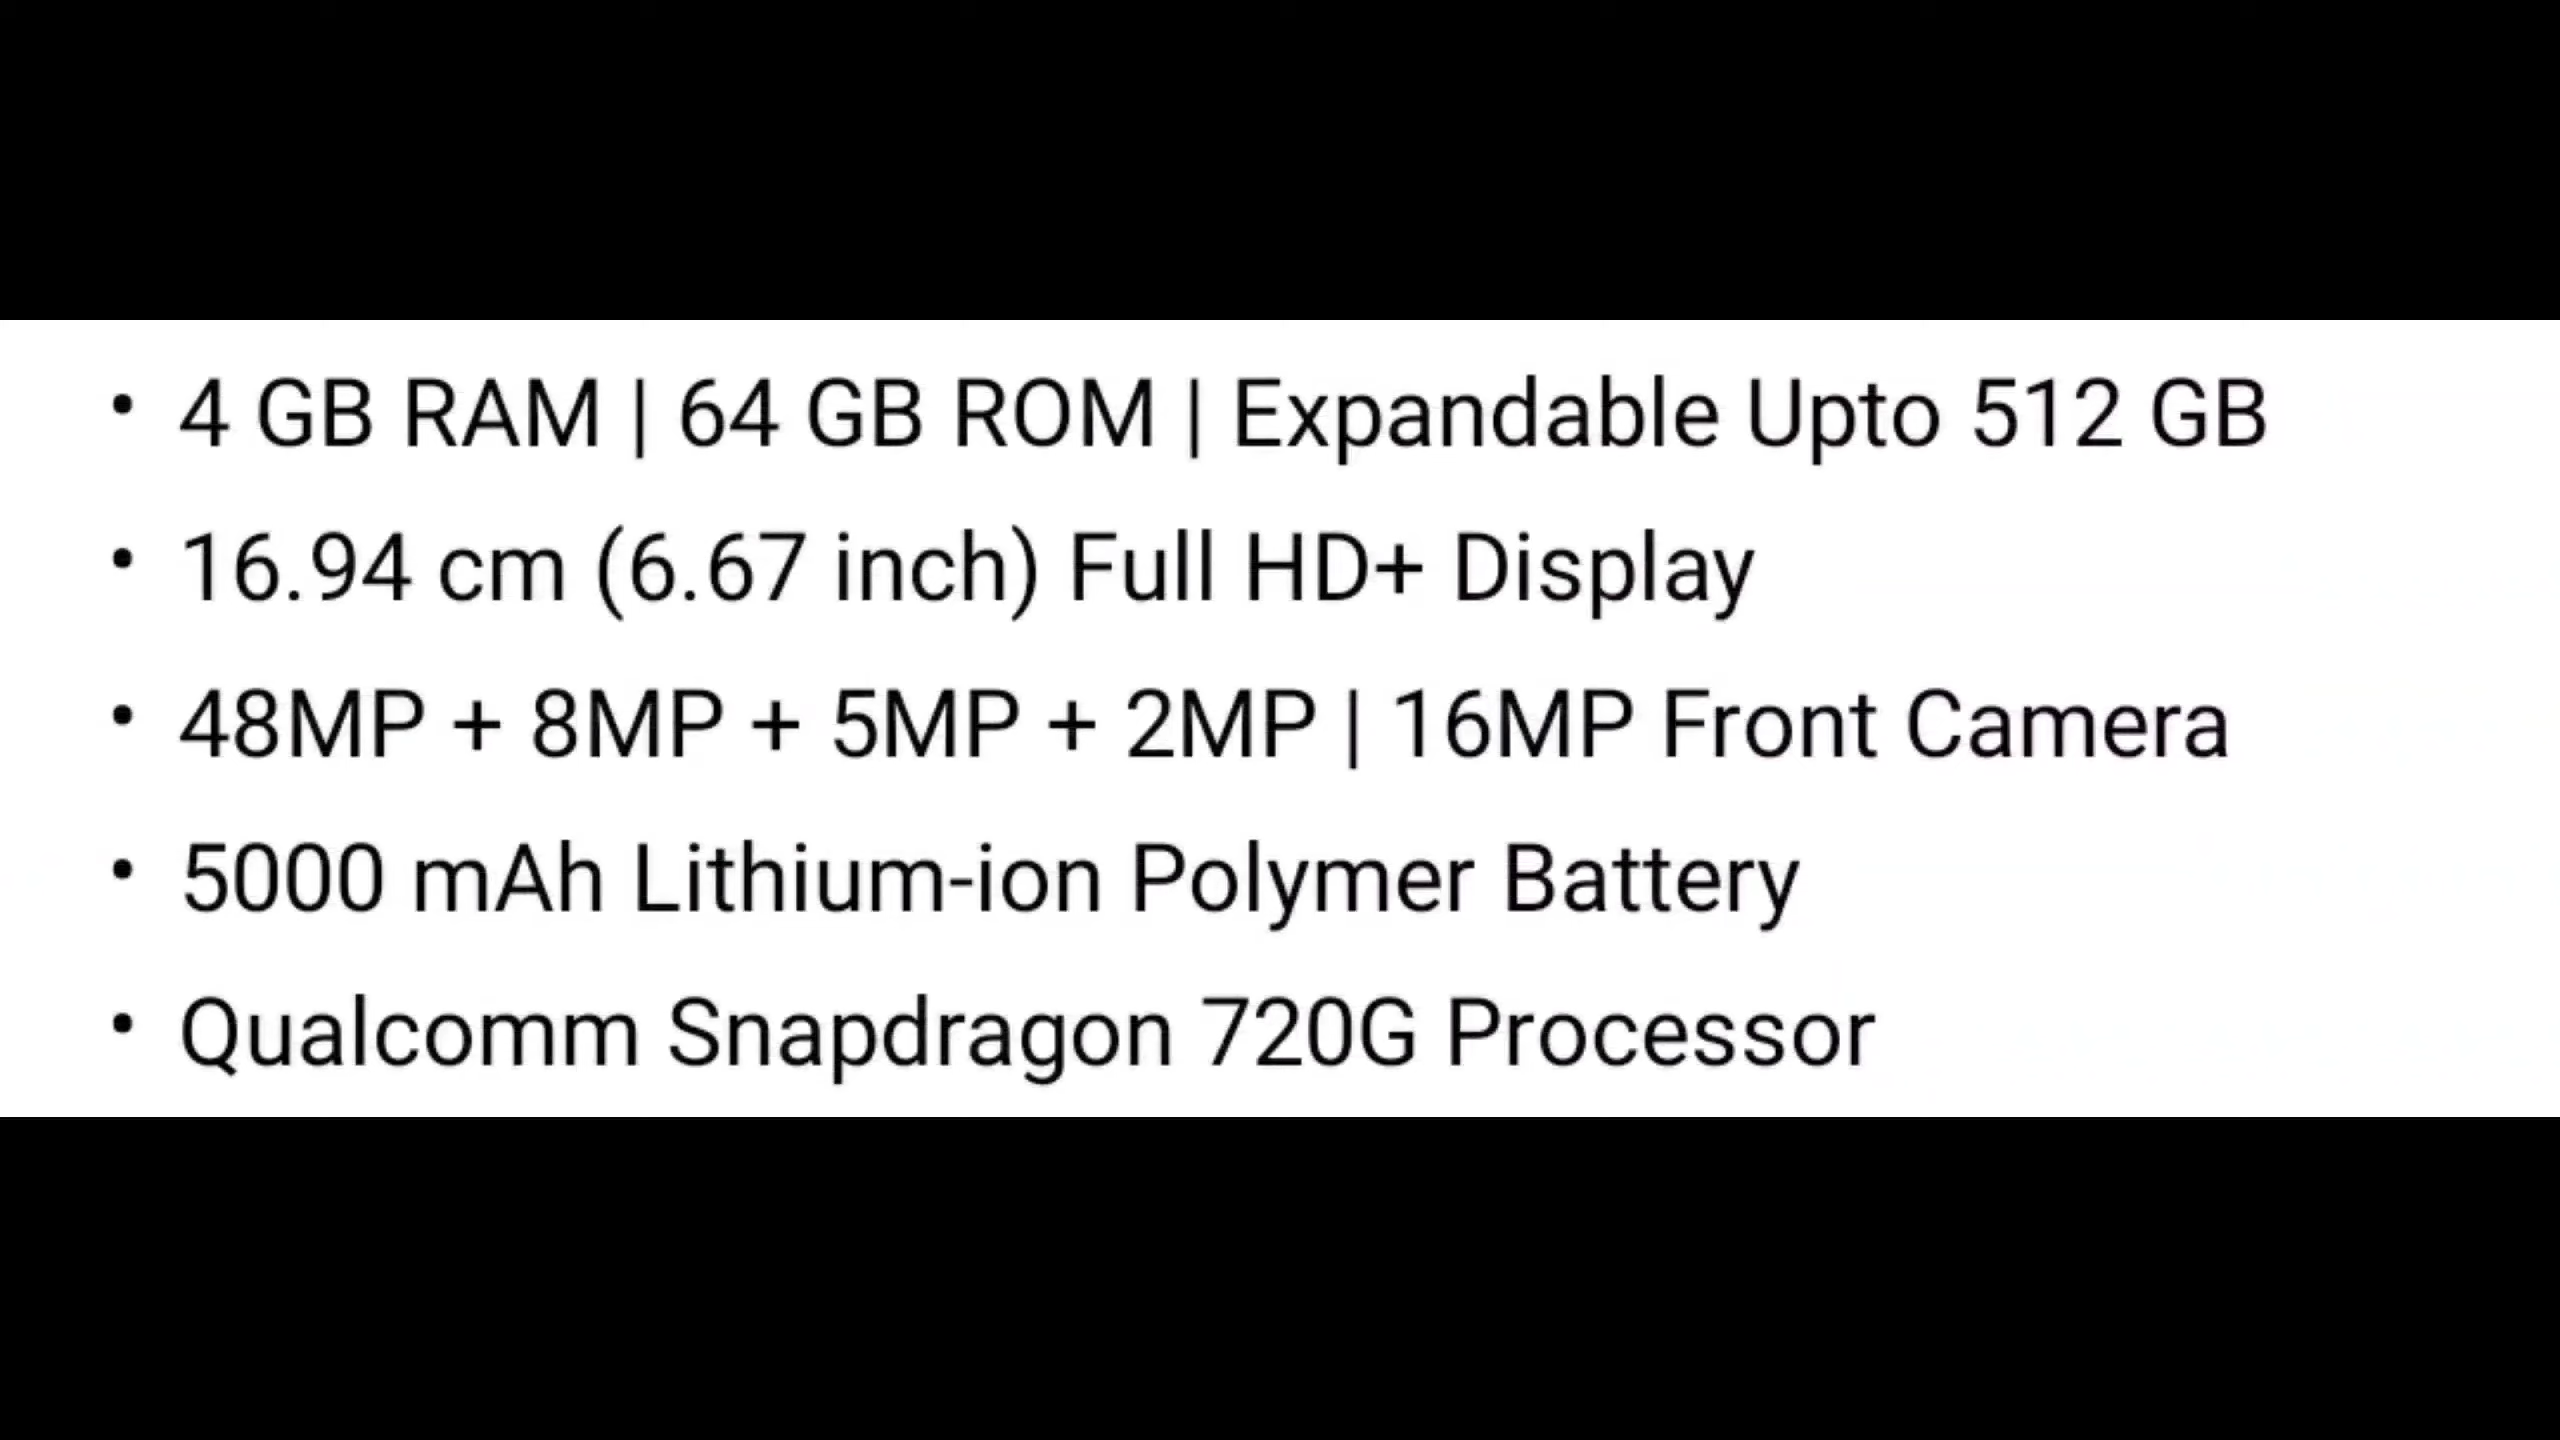 • 4 GB RAM | 64 GB ROM | Expandable Upto 512 GB
• 16.94 cm (6.67 inch) Full HD+ Display
• 48MP + 8MP + 5MP + 2MP | 16MP Front Camera
• 5000 mAh Lithium-ion Polymer Battery
• Qualcomm Snapdragon 720G Processor